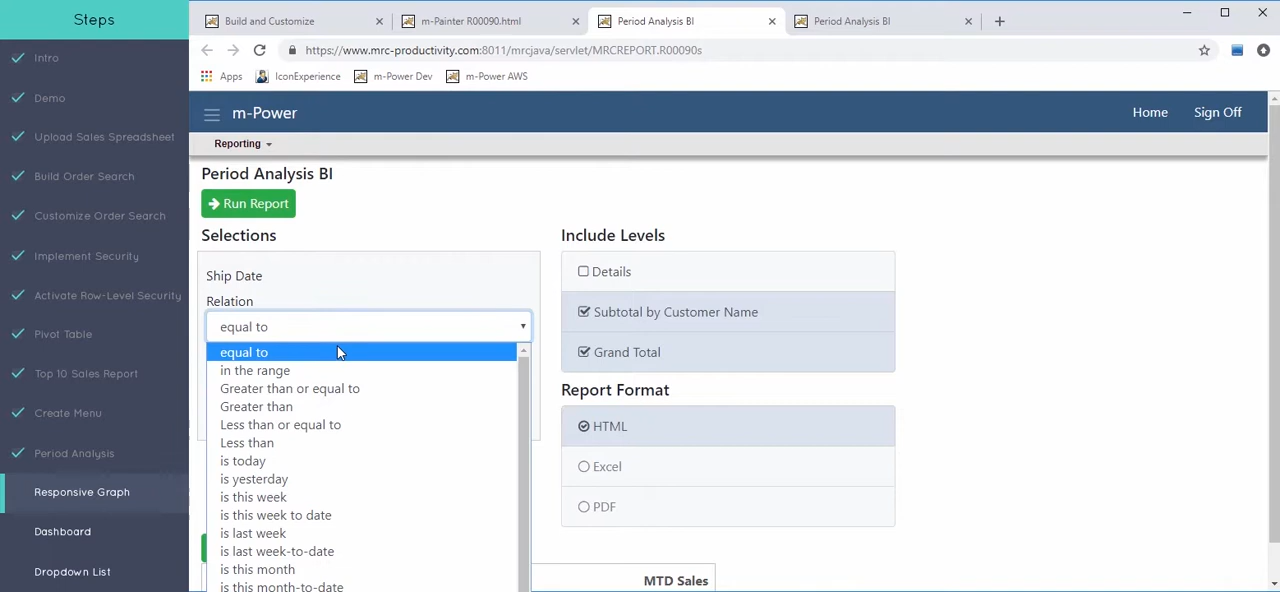 Steps
Intro
Demo
Upload Sales Spreadsheet
Build Order Search
Customize Order Search
Implement Security
Activate Row-Level Security
Pivot Table
Top 10 Sales Report
Create Menu
Period Analysis
Responsive Graph
Dashboard
Dropdown List
Build and Customize
m-Painter R00090.html
Period Analysis BI
Period Analysis BI
https://www.mrc-productivity.com:8011/mrcjava/servlet/MRCREPORT.R00090s
Apps IconExperience m-Power Dev m-Power AWS
m-Power Home Sign Off
Reporting
Period Analysis BI
Run Report
Selections
Ship Date
Relation
equal to
equal to
in the range
Greater than or equal to
Greater than
Less than or equal to
Less than
is today
is yesterday
is this week
is this week to date
is last week
is last week-to-date
is this month
is this month-to-date
Include Levels
Details
Subtotal by Customer Name
Grand Total
Report Format
HTML
Excel
PDF
MTD Sales